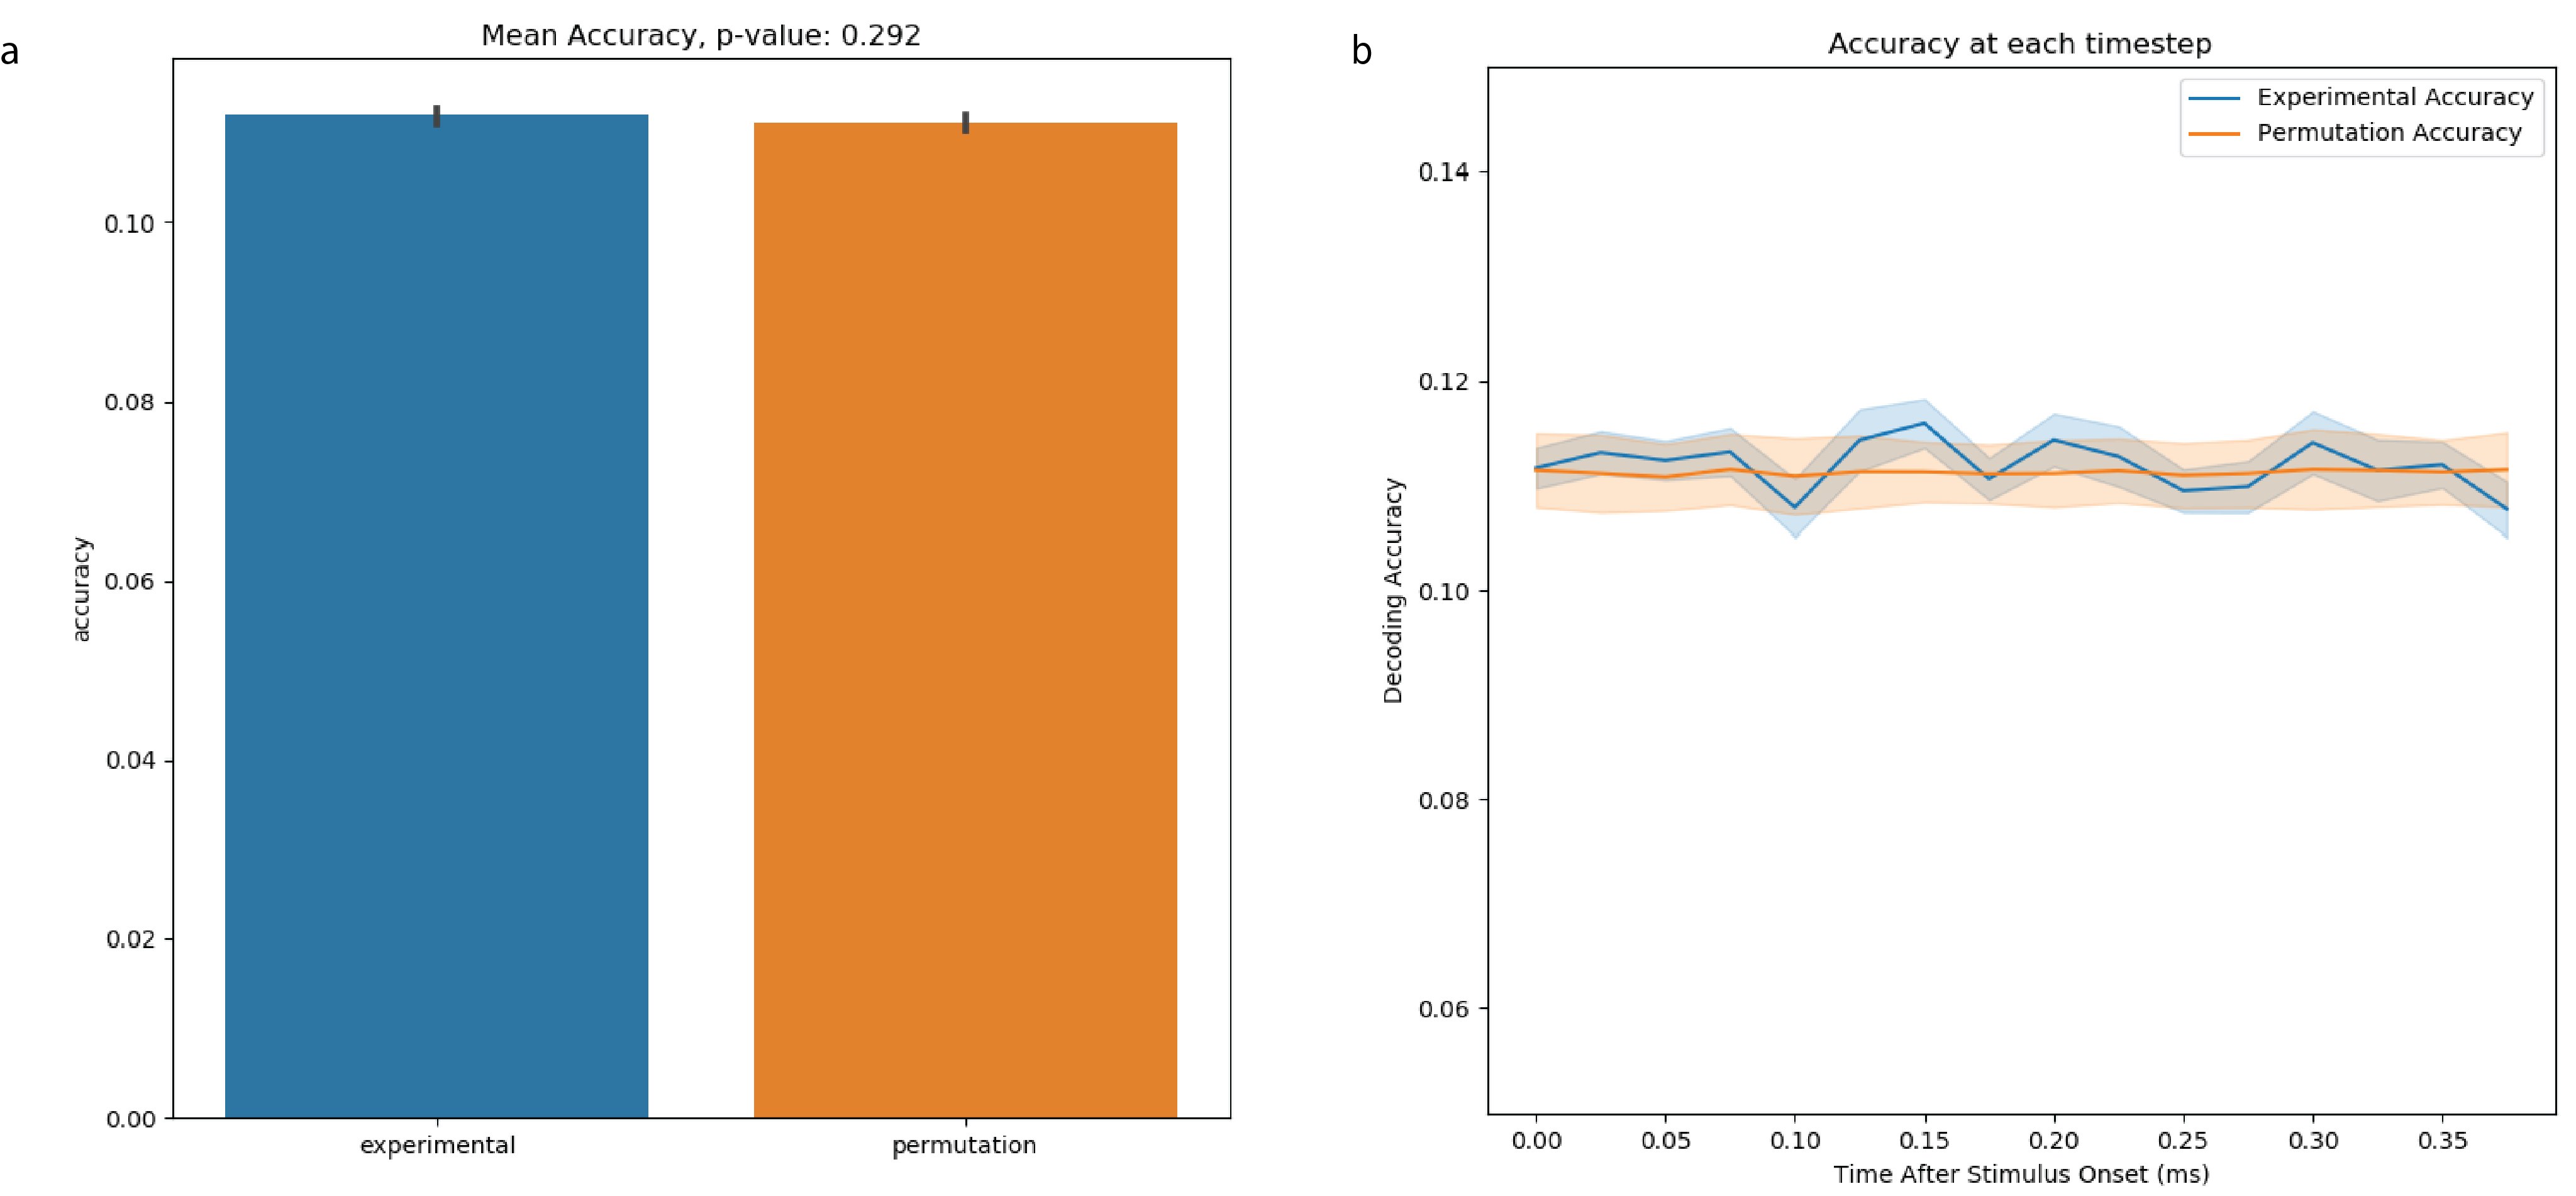 a
Mean Accuracy, p-value: 0.292
accuracy
0.10
0.08
0.06
0.04
0.02
0.00
experimental
permutation
b
Accuracy at each timestep
Experimental Accuracy
Permutation Accuracy
Decoding Accuracy
0.14
0.12
0.10
0.08
0.06
0.00
0.05
0.10
0.15
0.20
0.25
0.30
0.35
Time After Stimulus Onset (ms)